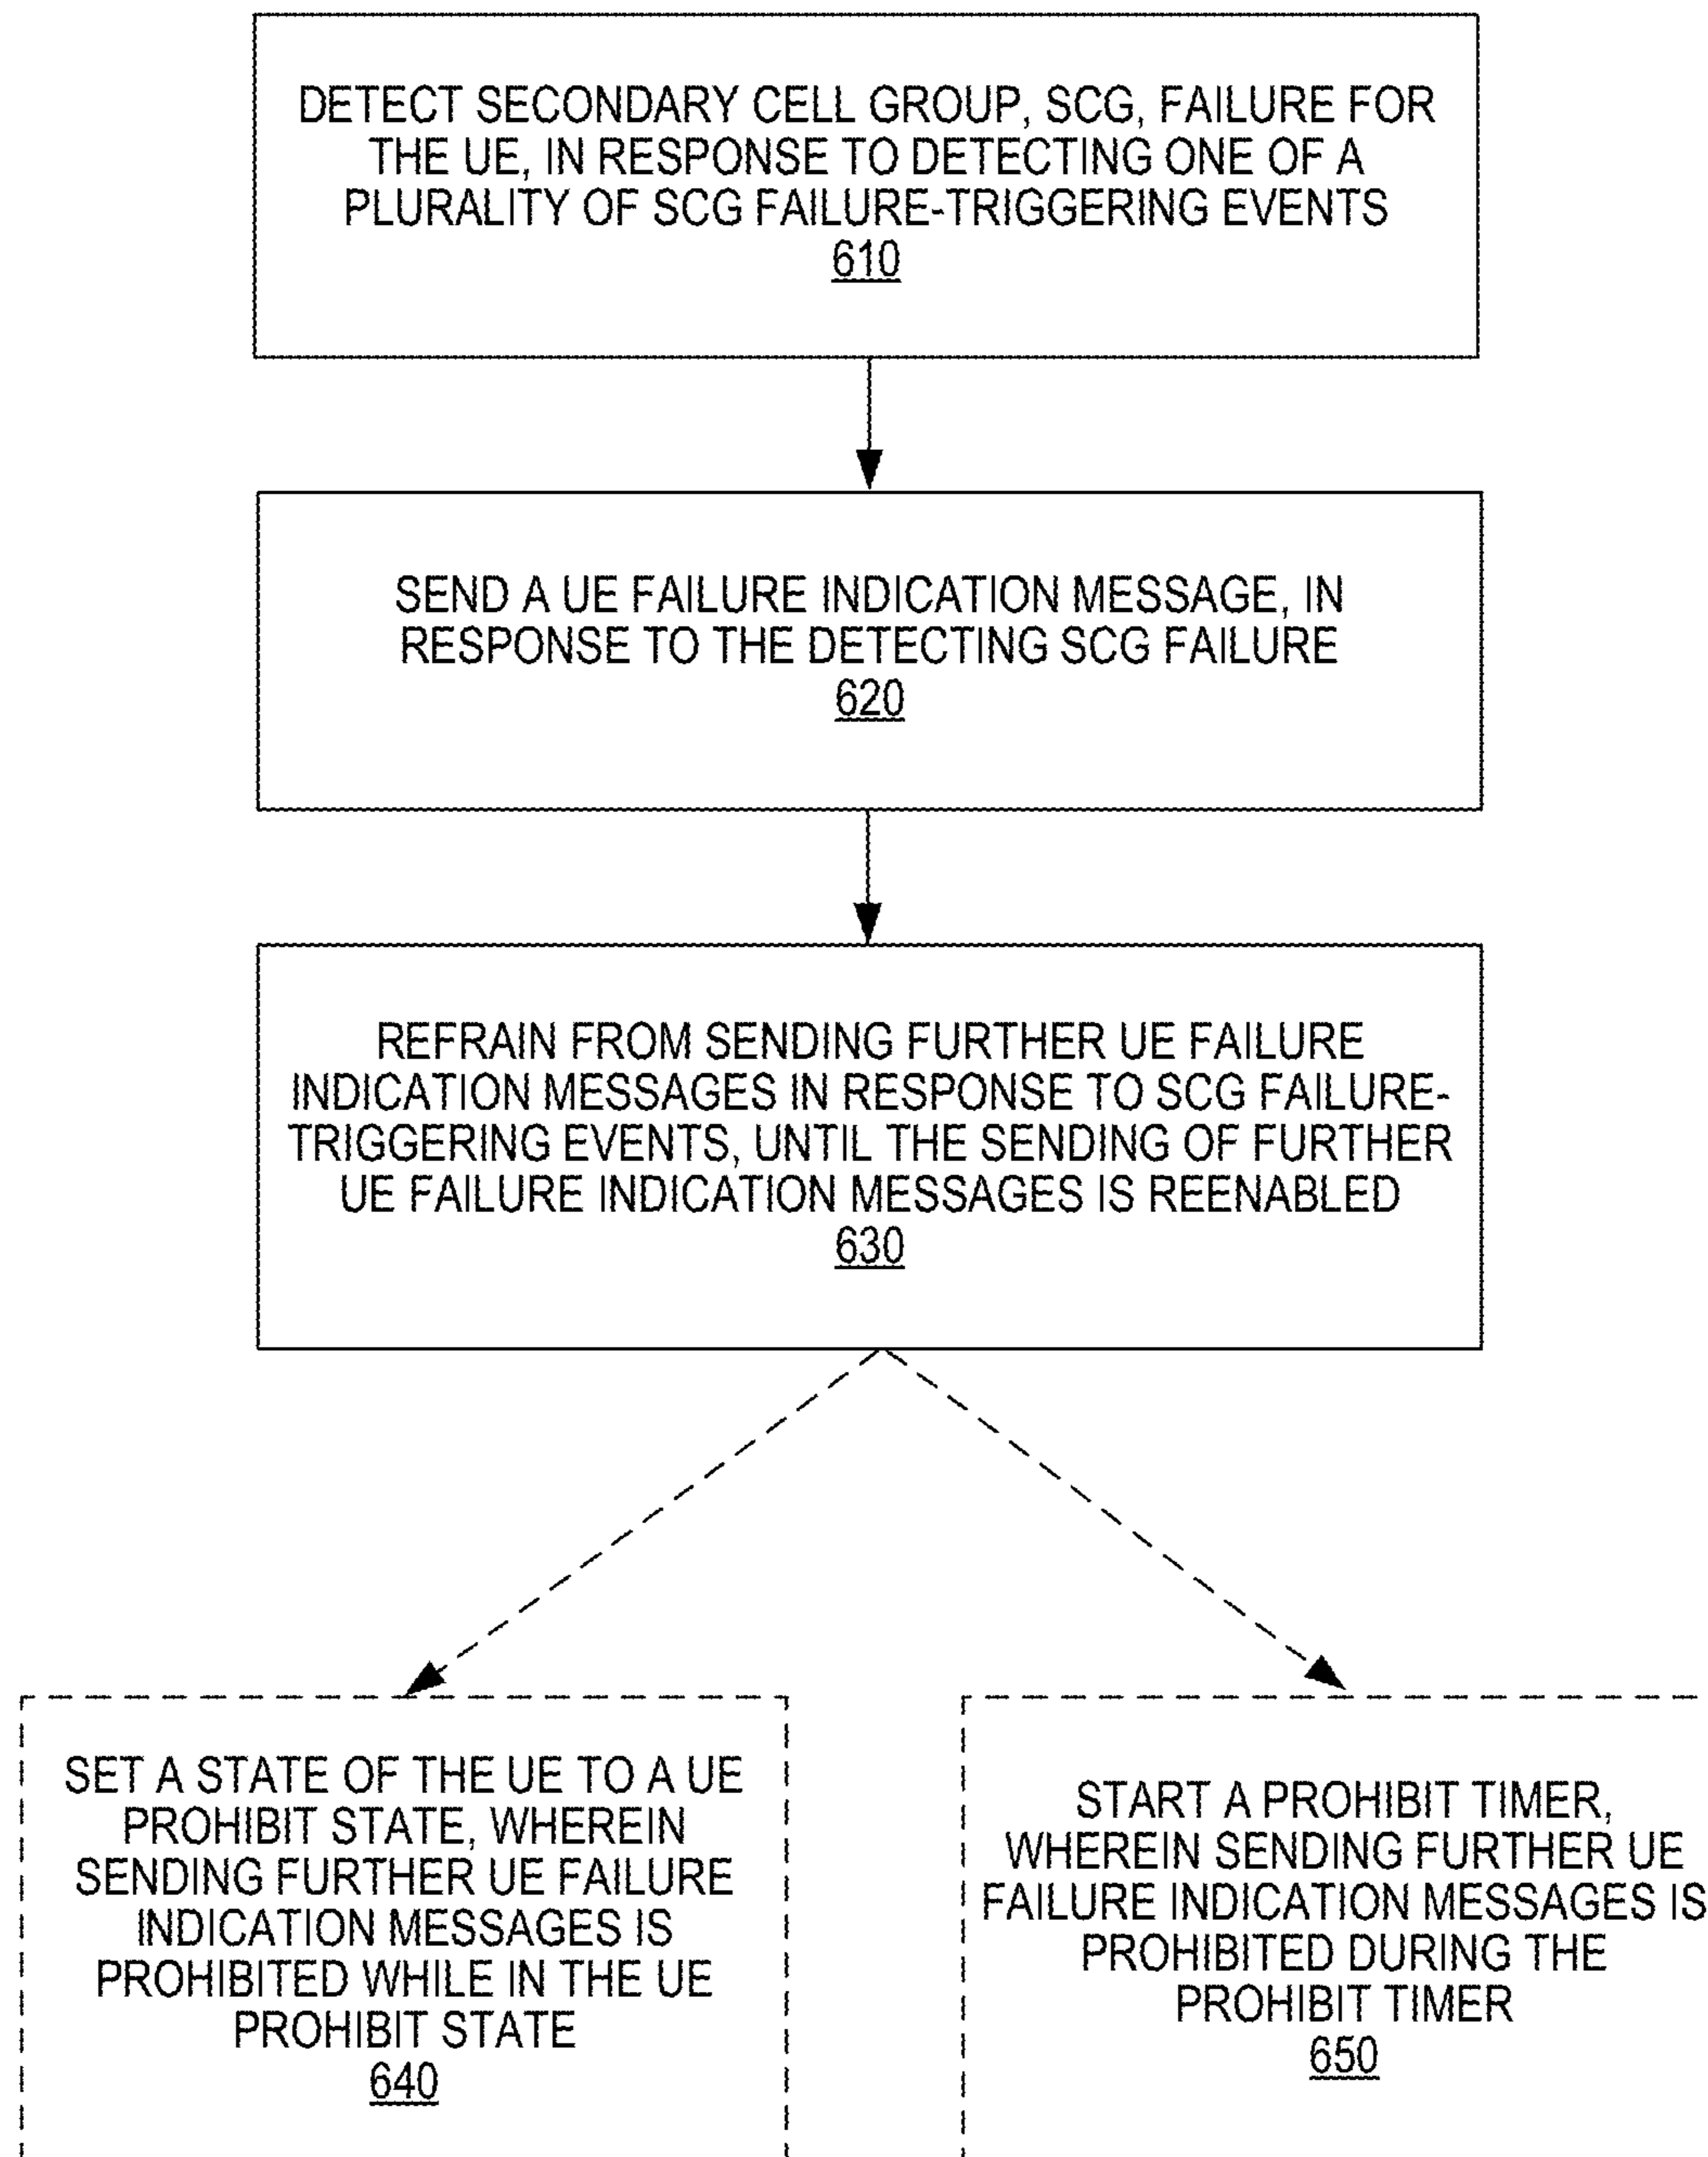 DETECT SECONDARY CELL GROUP, SCG, FAILURE FOR
THE UE, IN RESPONSE TO DETECTING ONE OF A
PLURALITY OF SCG FAILURE-TRIGGERING EVENTS
610
SEND A UE FAILURE INDICATION MESSAGE, IN
RESPONSE TO THE DETECTING SCG FAILURE
620
REFRAIN FROM SENDING FURTHER UE FAILURE
INDICATION MESSAGES IN RESPONSE TO SCG FAILURE-
TRIGGERING EVENTS, UNTIL THE SENDING OF FURTHER
UE FAILURE INDICATION MESSAGES IS REENABLED
630
SET A STATE OF THE UE TO A UE
PROHIBIT STATE, WHEREIN
SENDING FURTHER UE FAILURE
INDICATION MESSAGES IS
PROHIBITED WHILE IN THE UE
PROHIBIT STATE
640
START A PROHIBIT TIMER,
WHEREIN SENDING FURTHER UE
FAILURE INDICATION MESSAGES IS
PROHIBITED DURING THE
PROHIBIT TIMER
650